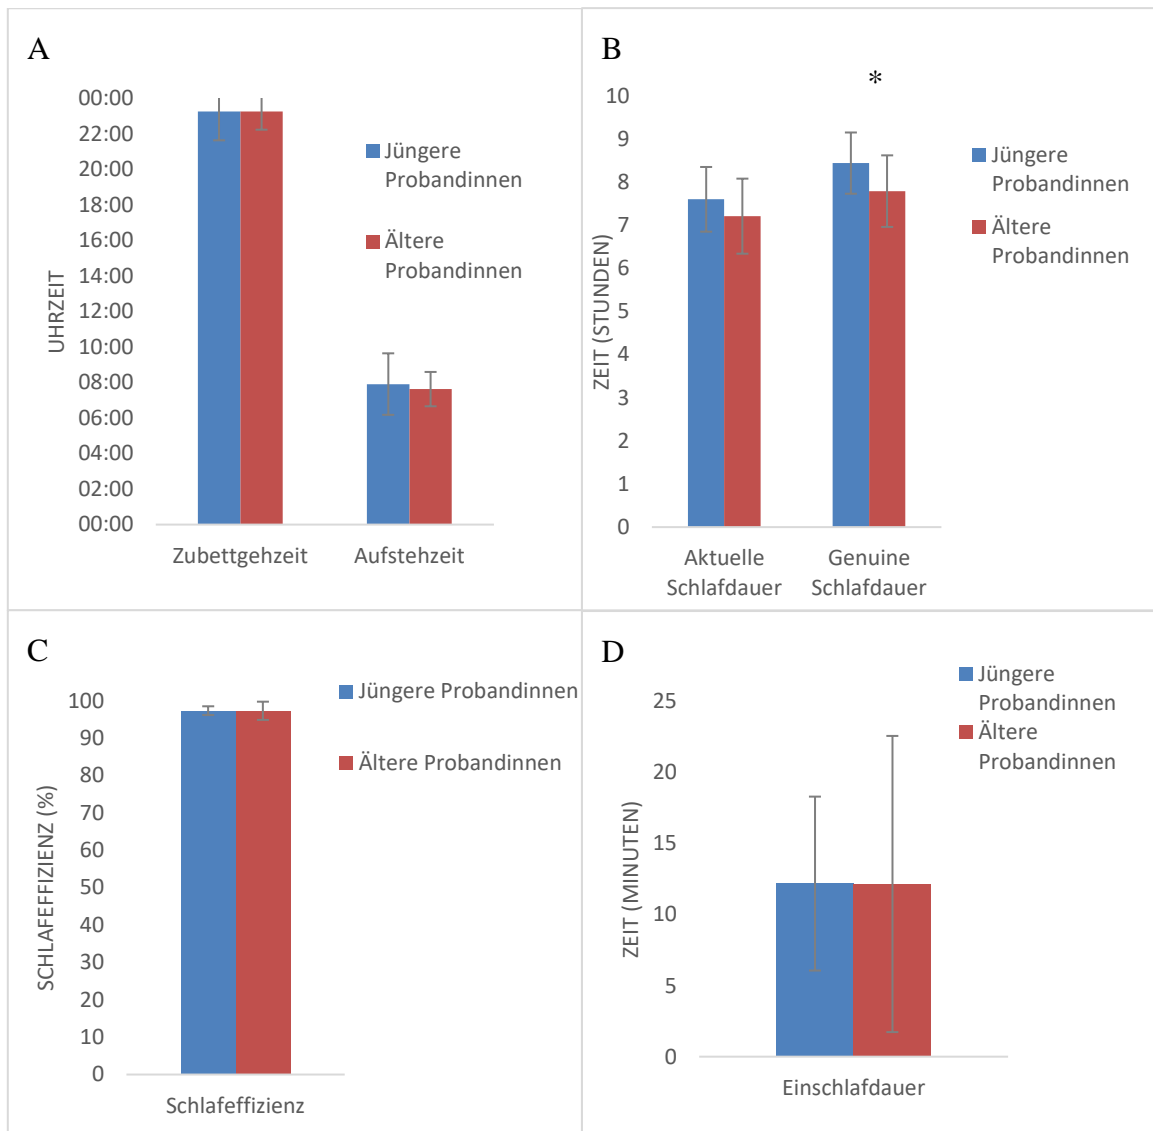 A
UHRZEIT
00:00
22:00
20:00
18:00
16:00
14:00
12:00
10:00
08:00
06:00
04:00
02:00
00:00
Zubettgehzeit
Aufstehzeit
Jüngere
Probandinnen
Ältere
Probandinnen
B
*
ZEIT (STUNDEN)
10
9
8
7
6
5
4
3
2
1
0
Aktuelle
Schlafdauer
Genuine
Schlafdauer
Jüngere
Probandinnen
Ältere
Probandinnen
C
SCHLAFEFFIZIENZ (%)
100
90
80
70
60
50
40
30
20
10
0
Schlafeffizienz
Jüngere Probandinnen
Ältere Probandinnen
D
ZEIT (MINUTEN)
25
20
15
10
5
0
Einschlafdauer
Jüngere
Probandinnen
Ältere
Probandinnen